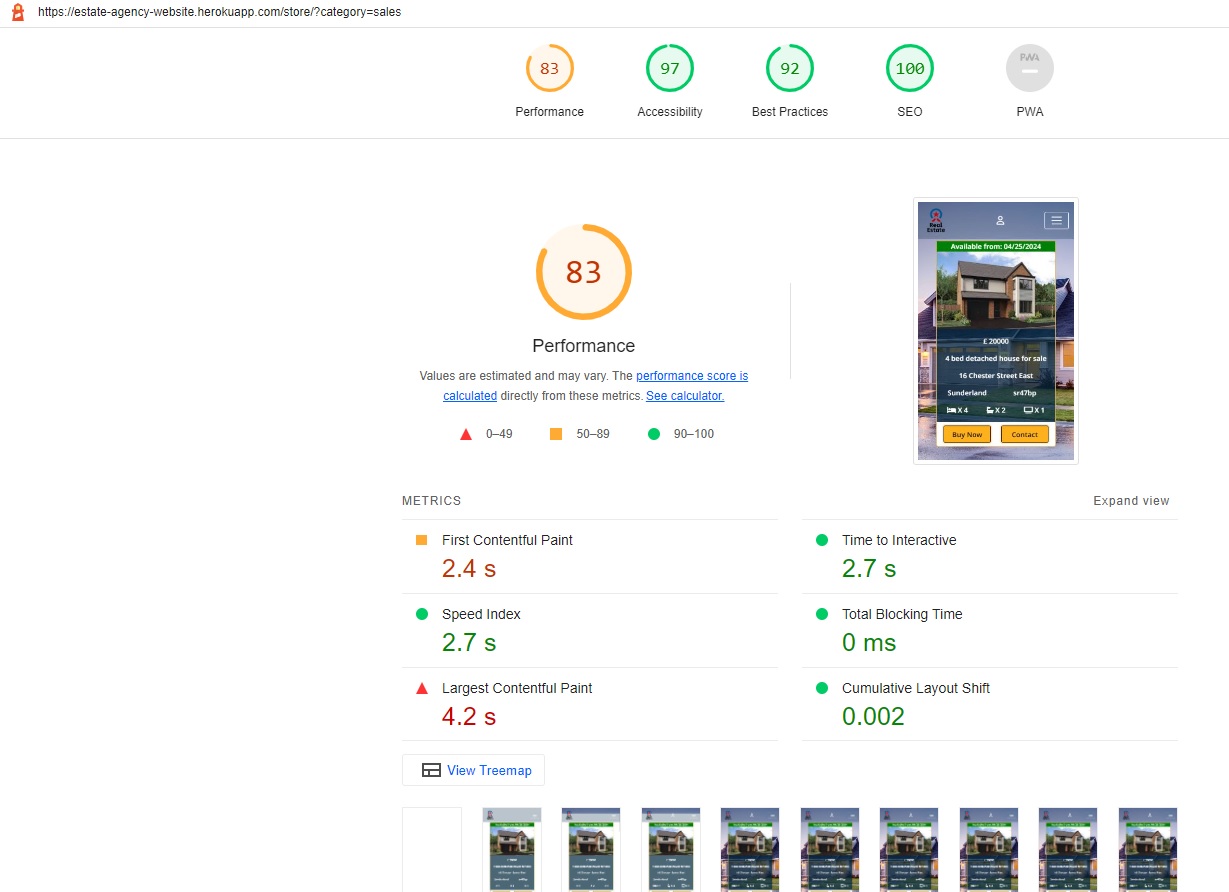 https://estate-agency-website.herokuapp.com/store/?category=sales
83 97 92 100 PWA
Performance Accessibility Best Practices SEO PWA
83
Performance
Values are estimated and may vary. The performance score is
calculated directly from these metrics. See calculator.
0–49 50–89 90–100
Real
Estate
Available from: 04/25/2024
£ 20000
4 bed detached house for sale
16 Chester Street East
Sunderland sr47bp
X 4 X 2 X 1
Buy Now Contact
METRICS Expand view
First Contentful Paint
2.4 s
Time to Interactive
2.7 s
Speed Index
2.7 s
Total Blocking Time
0 ms
Largest Contentful Paint
4.2 s
Cumulative Layout Shift
0.002
View Treemap